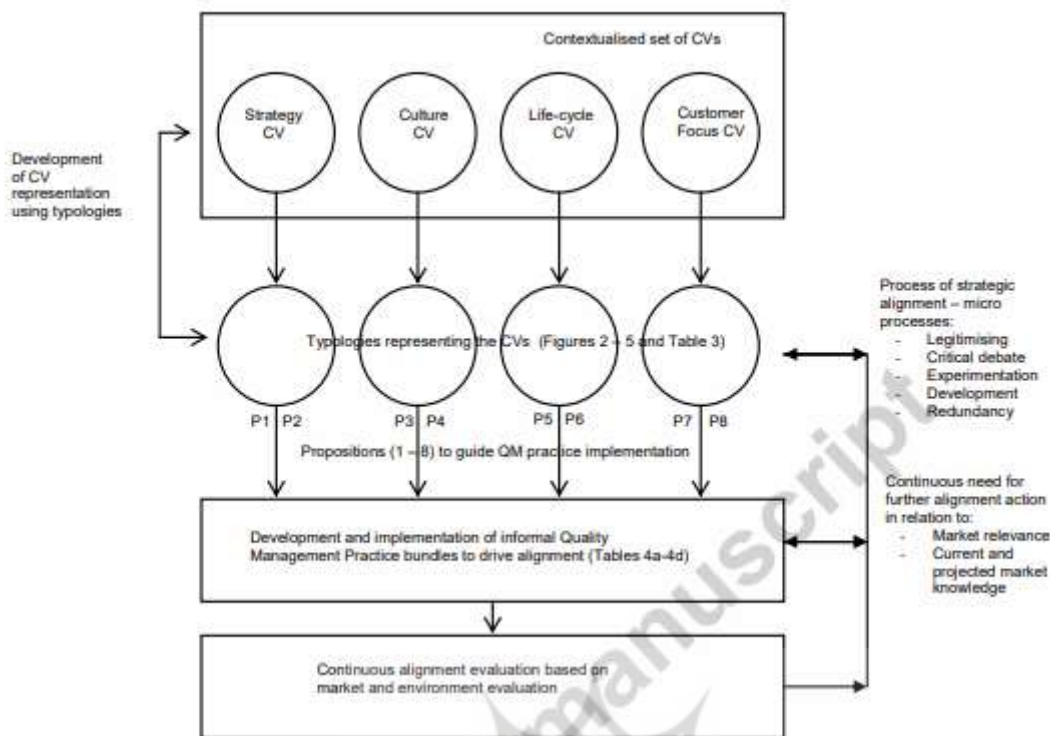 Contextualised set of CVs
Strategy
CV
Culture
CV
Life-cycle
CV
Customer
Focus CV
Development
of CV
representation
using typologies
Typologies representing the CVs (Figures 2 – 5 and Table 3)
Process of strategic
alignment – micro
processes:
- Legitimising
- Critical debate
- Experimentation
- Development
- Redundancy
P1 P2
P3 P4
P5 P6
P7 P8
Propositions (1 – 8) to guide QM practice implementation
Continuous need for
further alignment action
in relation to:
- Market relevance
- Current and
projected market
knowledge
Development and implementation of informal Quality
Management Practice bundles to drive alignment (Tables 4a-4d)
Continuous alignment evaluation based on
market and environment evaluation
manuscript